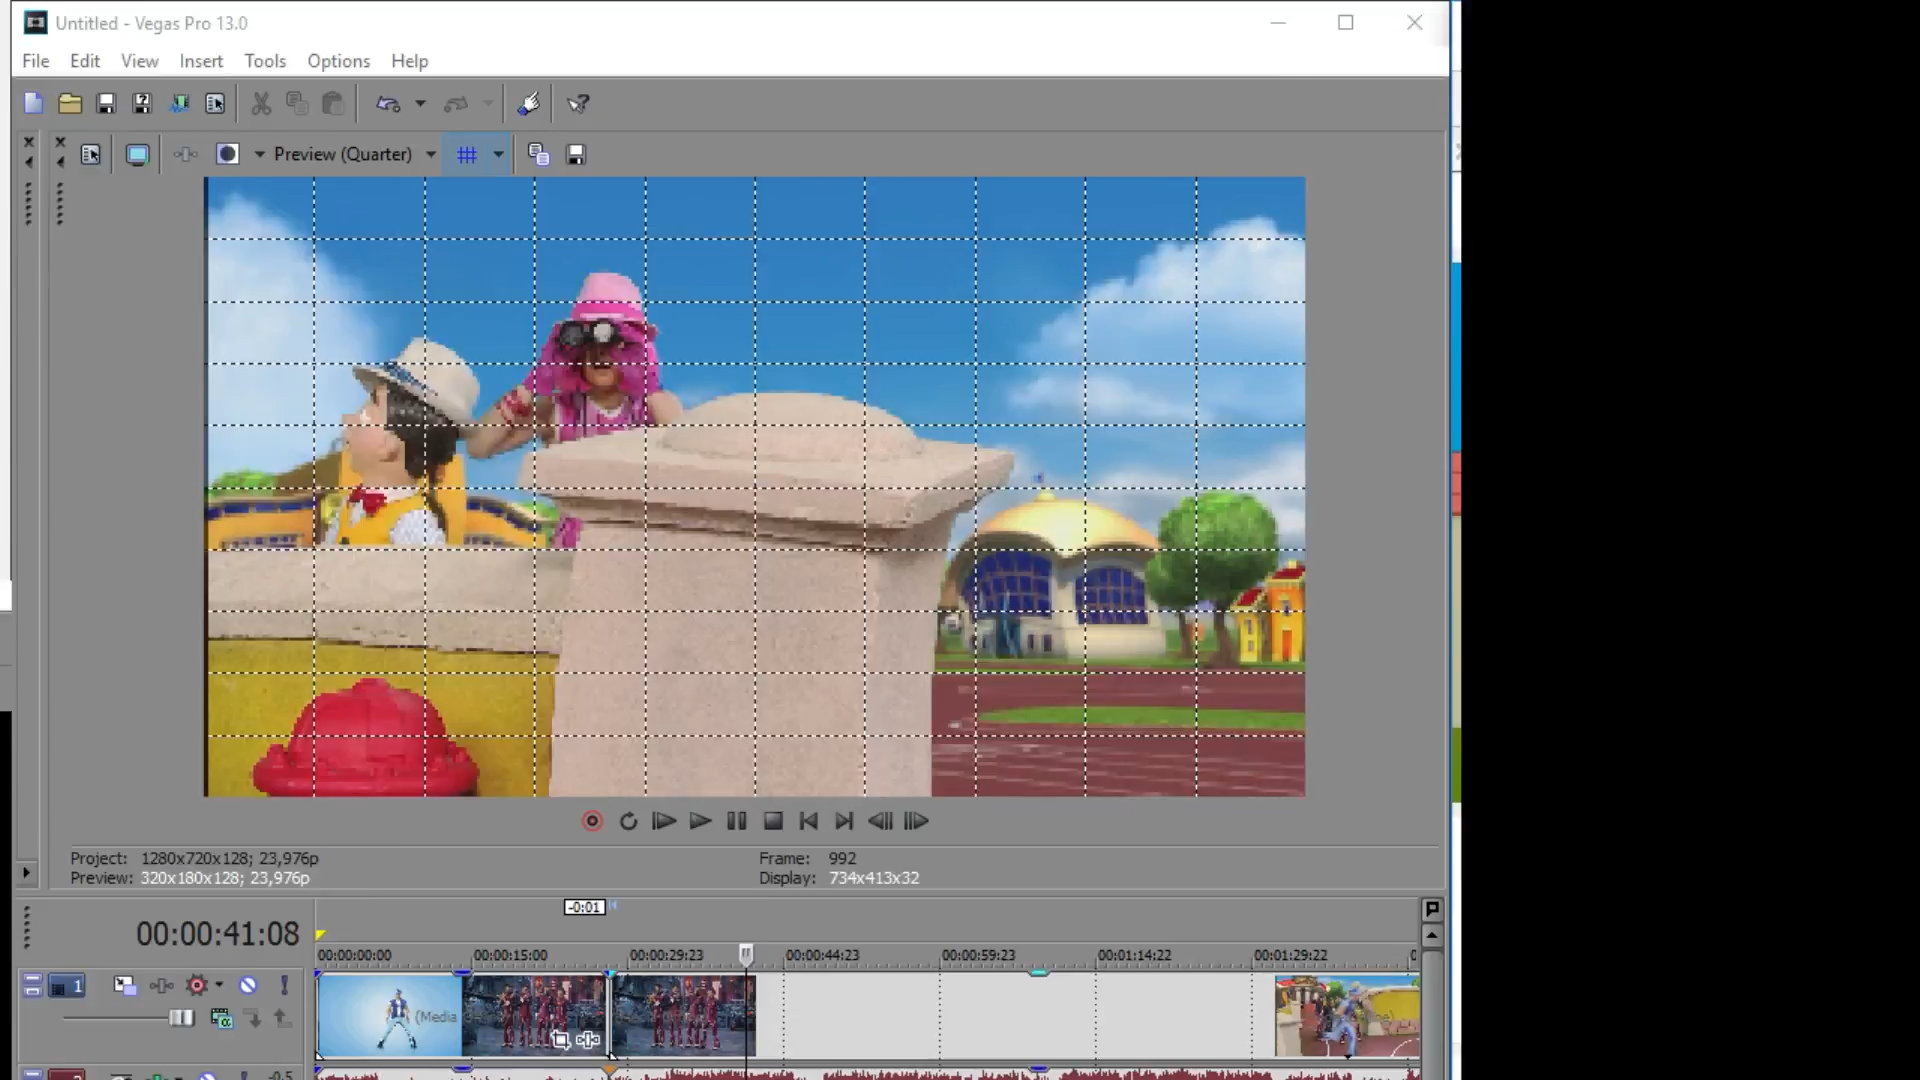 Untitled - Vegas Pro 13.0
File Edit View Insert Tools Options Help
Preview (Quarter)
Project: 1280x720x128; 23,976p
Frame: 992
Preview: 320x180x128; 23,976p
Display: 734x413x32
-0:01
00:00:41:08
00:00:00:00 00:00:15:00 00:00:29:23 00:00:44:23 00:00:59:23 00:01:14:22 00:01:29:22
1
(Media
-0.5